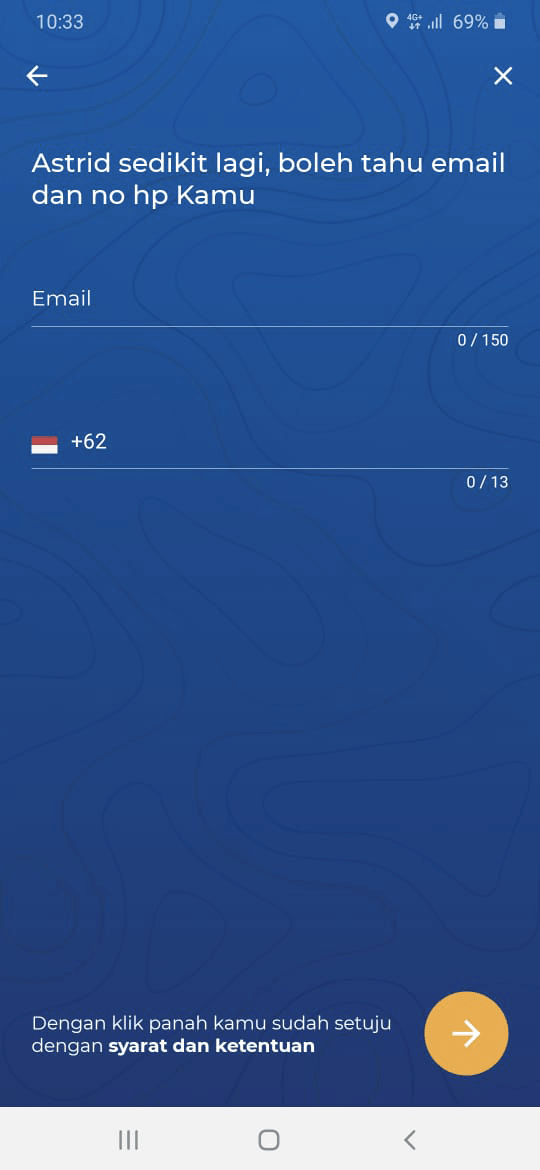 10:33
4G+
69%
Astrid sedikit lagi, boleh tahu email
dan no hp Kamu
Email
0 / 150
+62
0 / 13
Dengan klik panah kamu sudah setuju
dengan syarat dan ketentuan